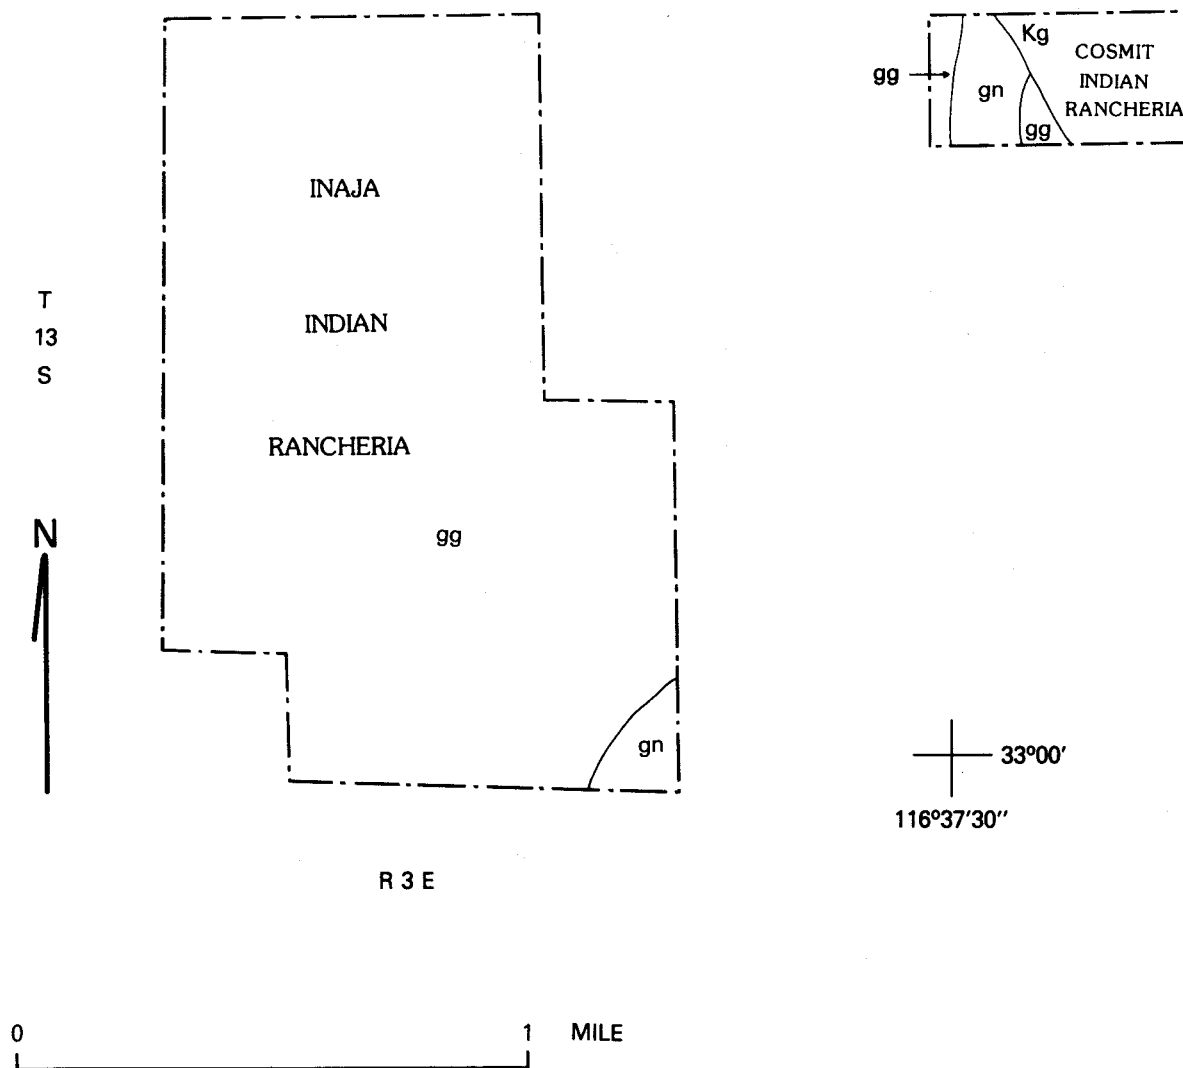 Kg
COSMIT
INDIAN
RANCHERIA
gg
gn
gg
INAJA
INDIAN
RANCHERIA
T
13
S
N
gg
gn
33°00'
116°37'30''
R 3 E
0 1 MILE